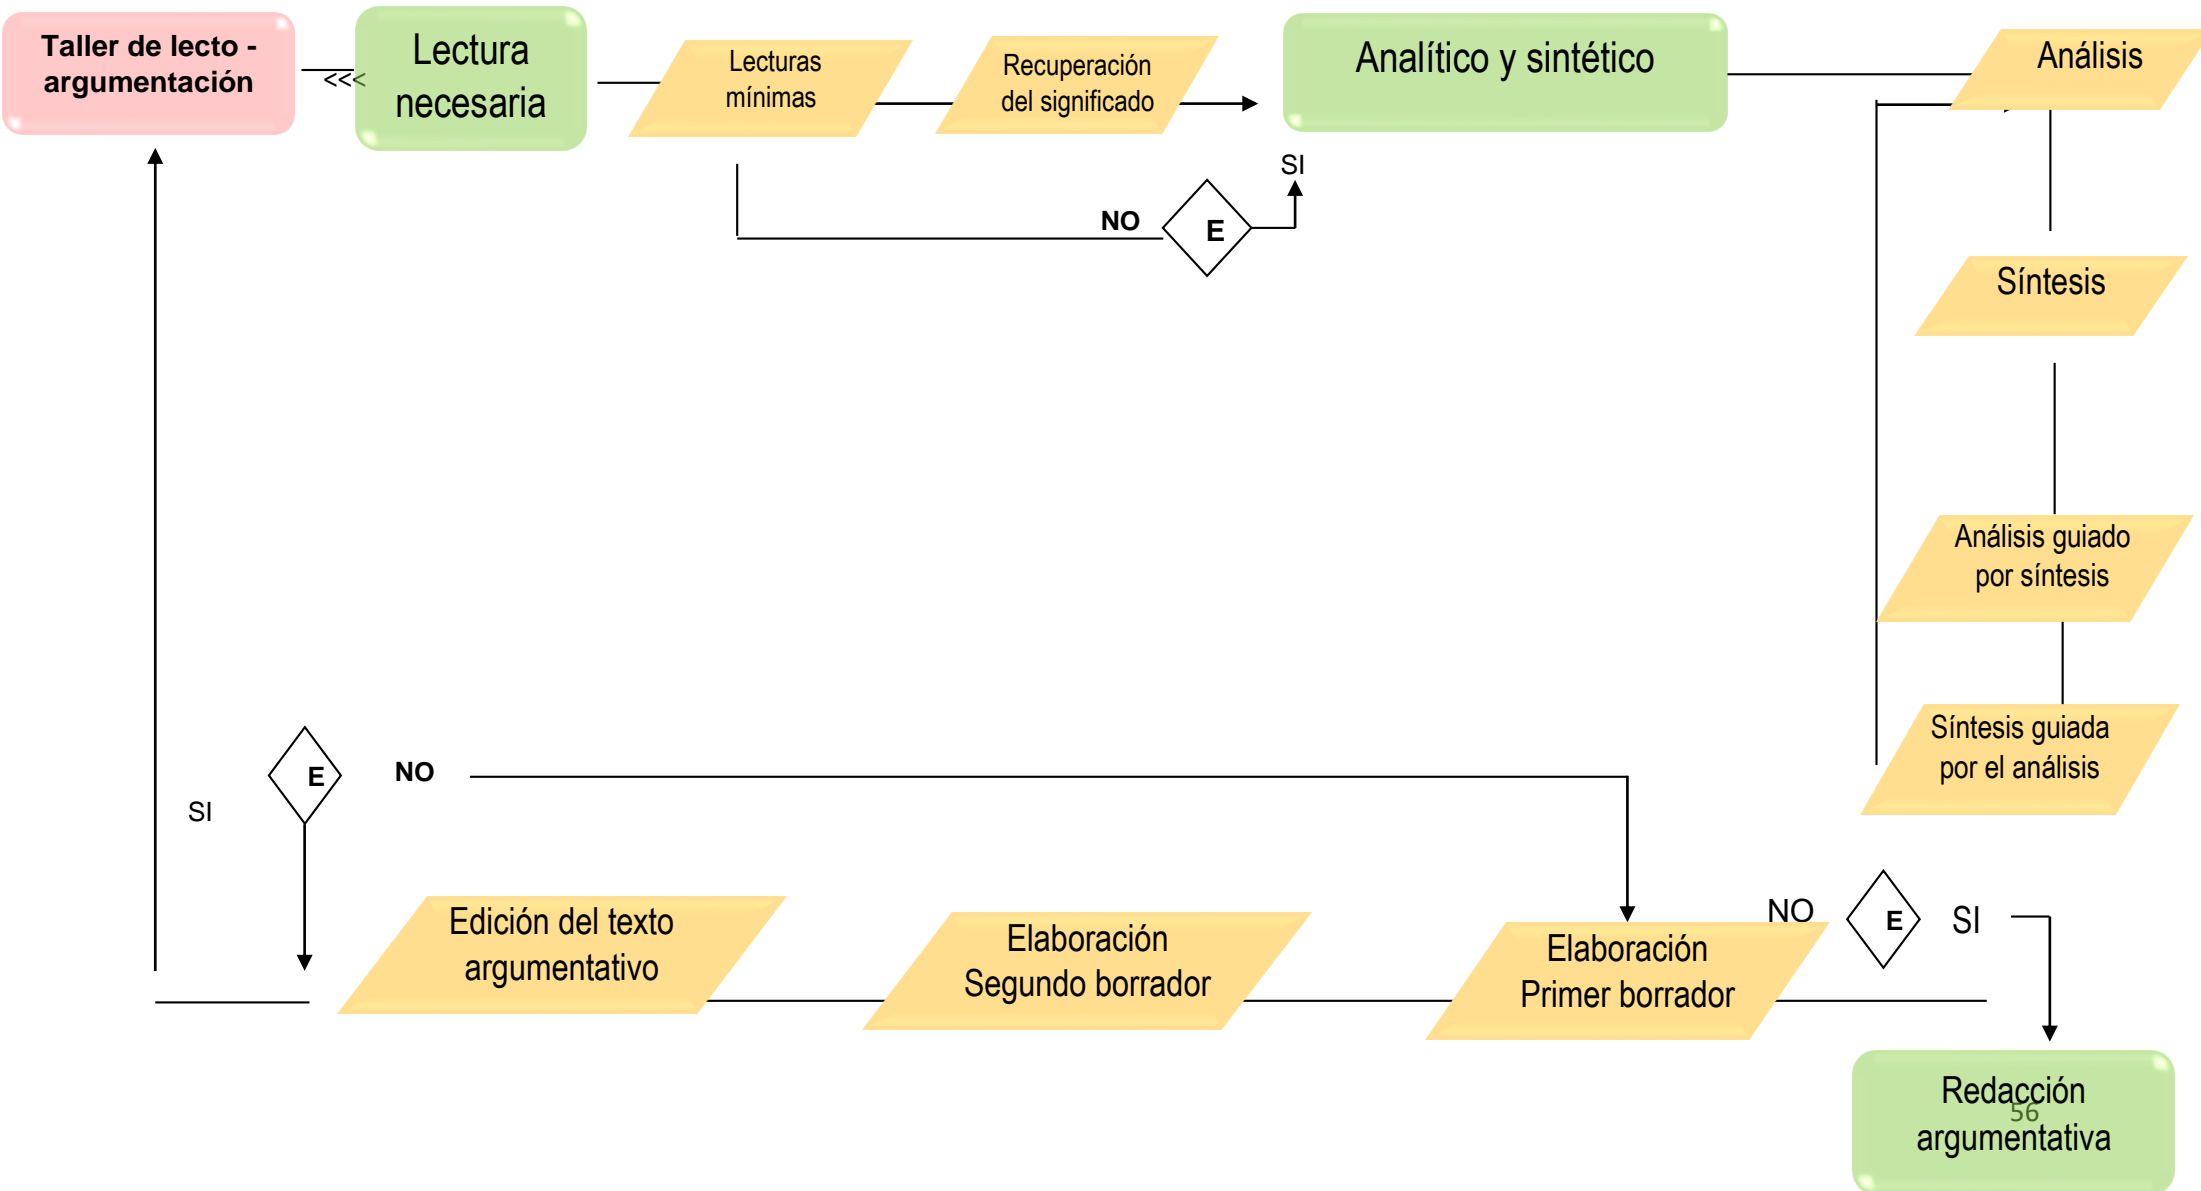 Taller de lecto -
argumentación
<<<
Lectura
necesaria
Lecturas
mínimas
Recuperación
del significado
Analítico y sintético
Análisis
SI
NO
E
Síntesis
Análisis guiado
por síntesis
Síntesis guiada
por el análisis
E
NO
SI
Edición del texto
argumentativo
Elaboración
Segundo borrador
Elaboración
Primer borrador
NO
E
SI
Redacción
56
argumentativa